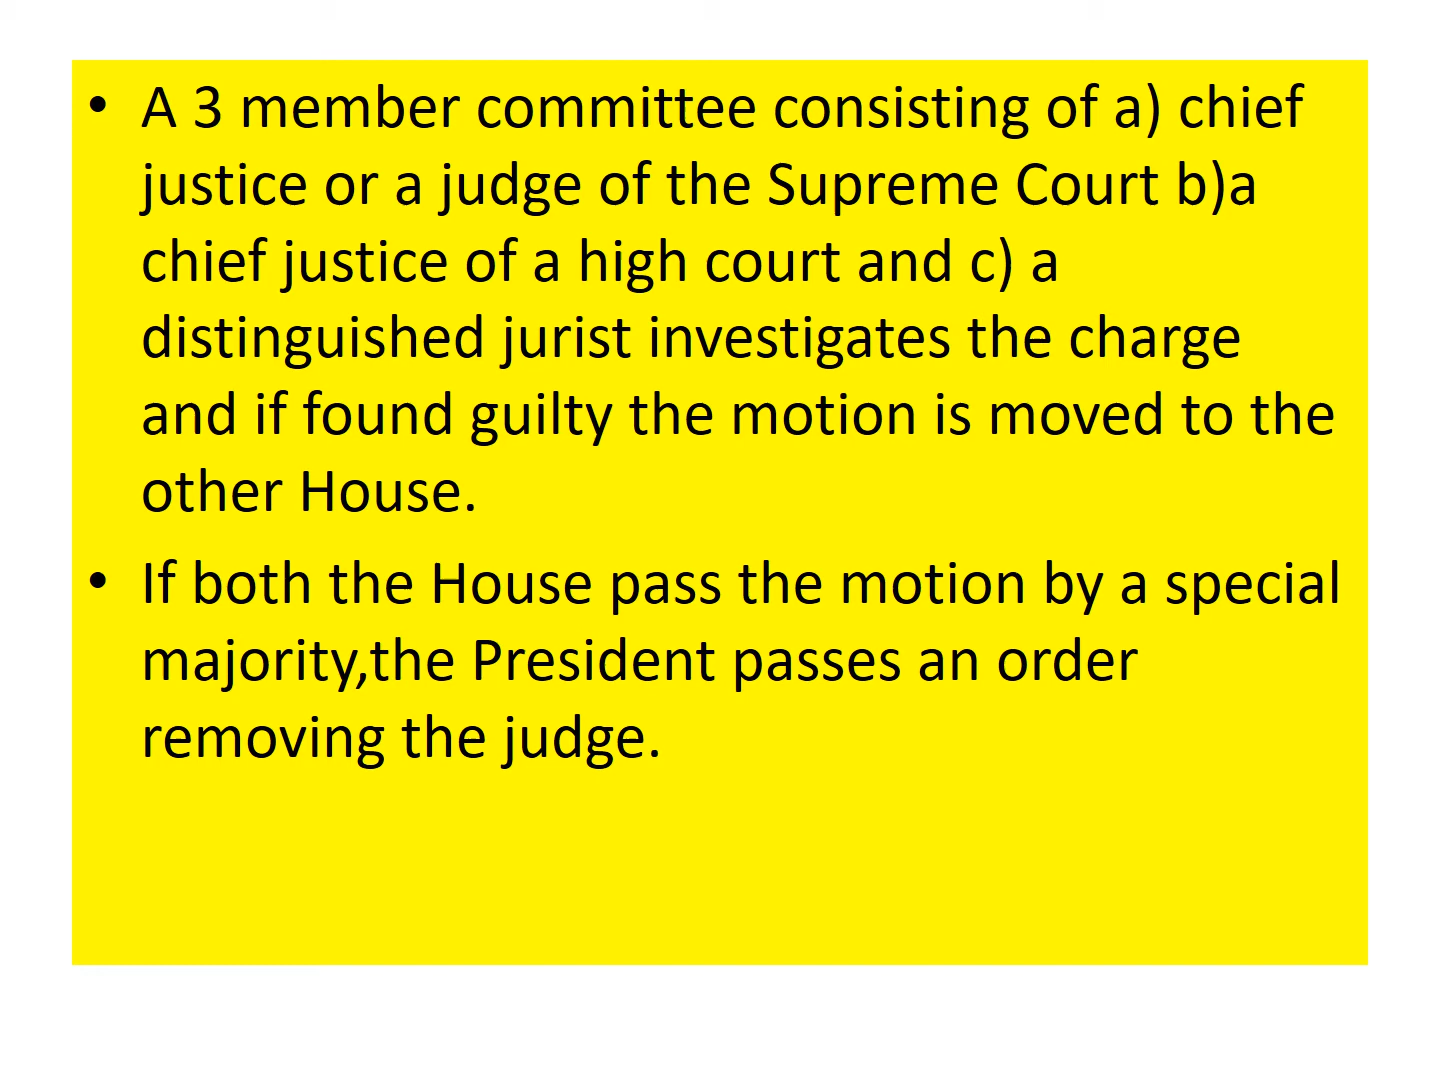 • A 3 member committee consisting of a) chief
justice or a judge of the Supreme Court b)a
chief justice of a high court and c) a
distinguished jurist investigates the charge
and if found guilty the motion is moved to the
other House.
• If both the House pass the motion by a special
majority,the President passes an order
removing the judge.